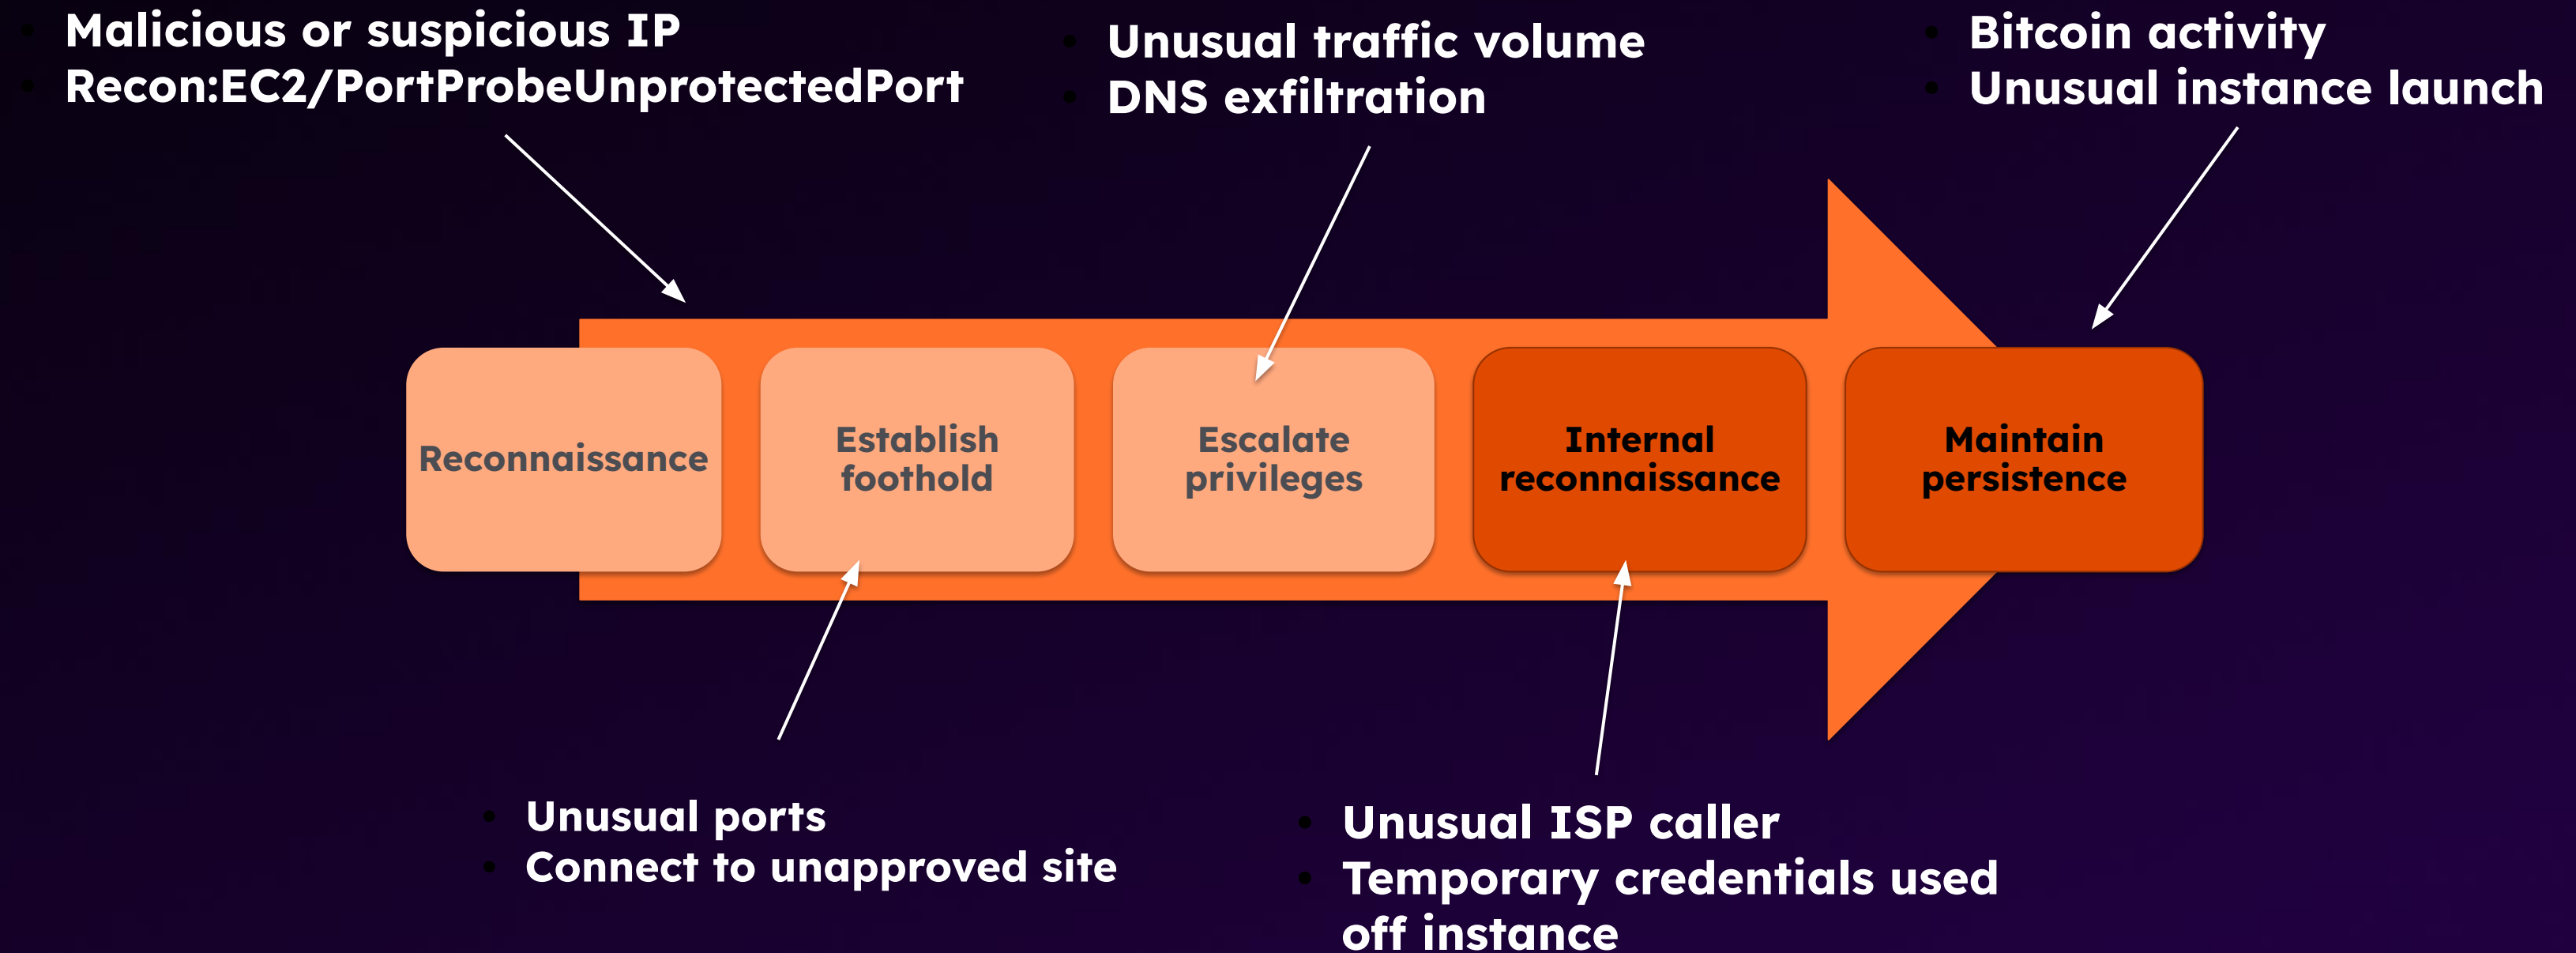 Malicious or suspicious IP
Recon:EC2/PortProbeUnprotectedPort
Unusual traffic volume
DNS exfiltration
Bitcoin activity
Unusual instance launch
Reconnaissance
Establish
foothold
Escalate
privileges
Internal
reconnaissance
Maintain
persistence
Unusual ports
Connect to unapproved site
Unusual ISP caller
Temporary credentials used
off instance